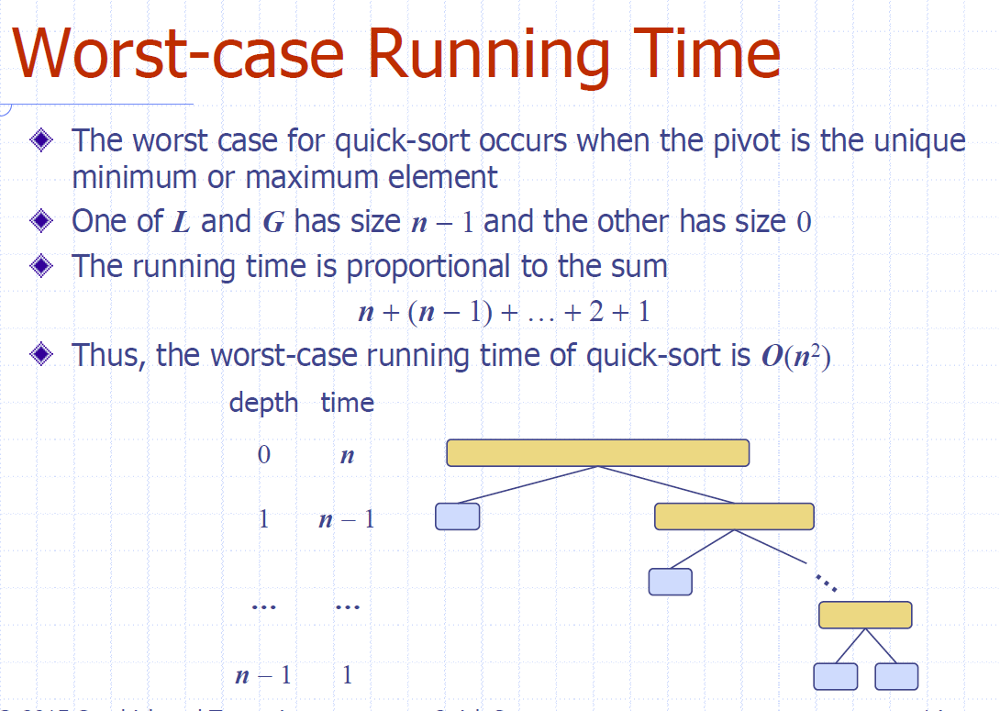 Worst-case Running Time
The worst case for quick-sort occurs when the pivot is the unique
minimum or maximum element
One of L and G has size n − 1 and the other has size 0
The running time is proportional to the sum
n + (n − 1) + … + 2 + 1
Thus, the worst-case running time of quick-sort is O(n²)
depth time
0 n
1 n − 1
... ...
n − 1 1